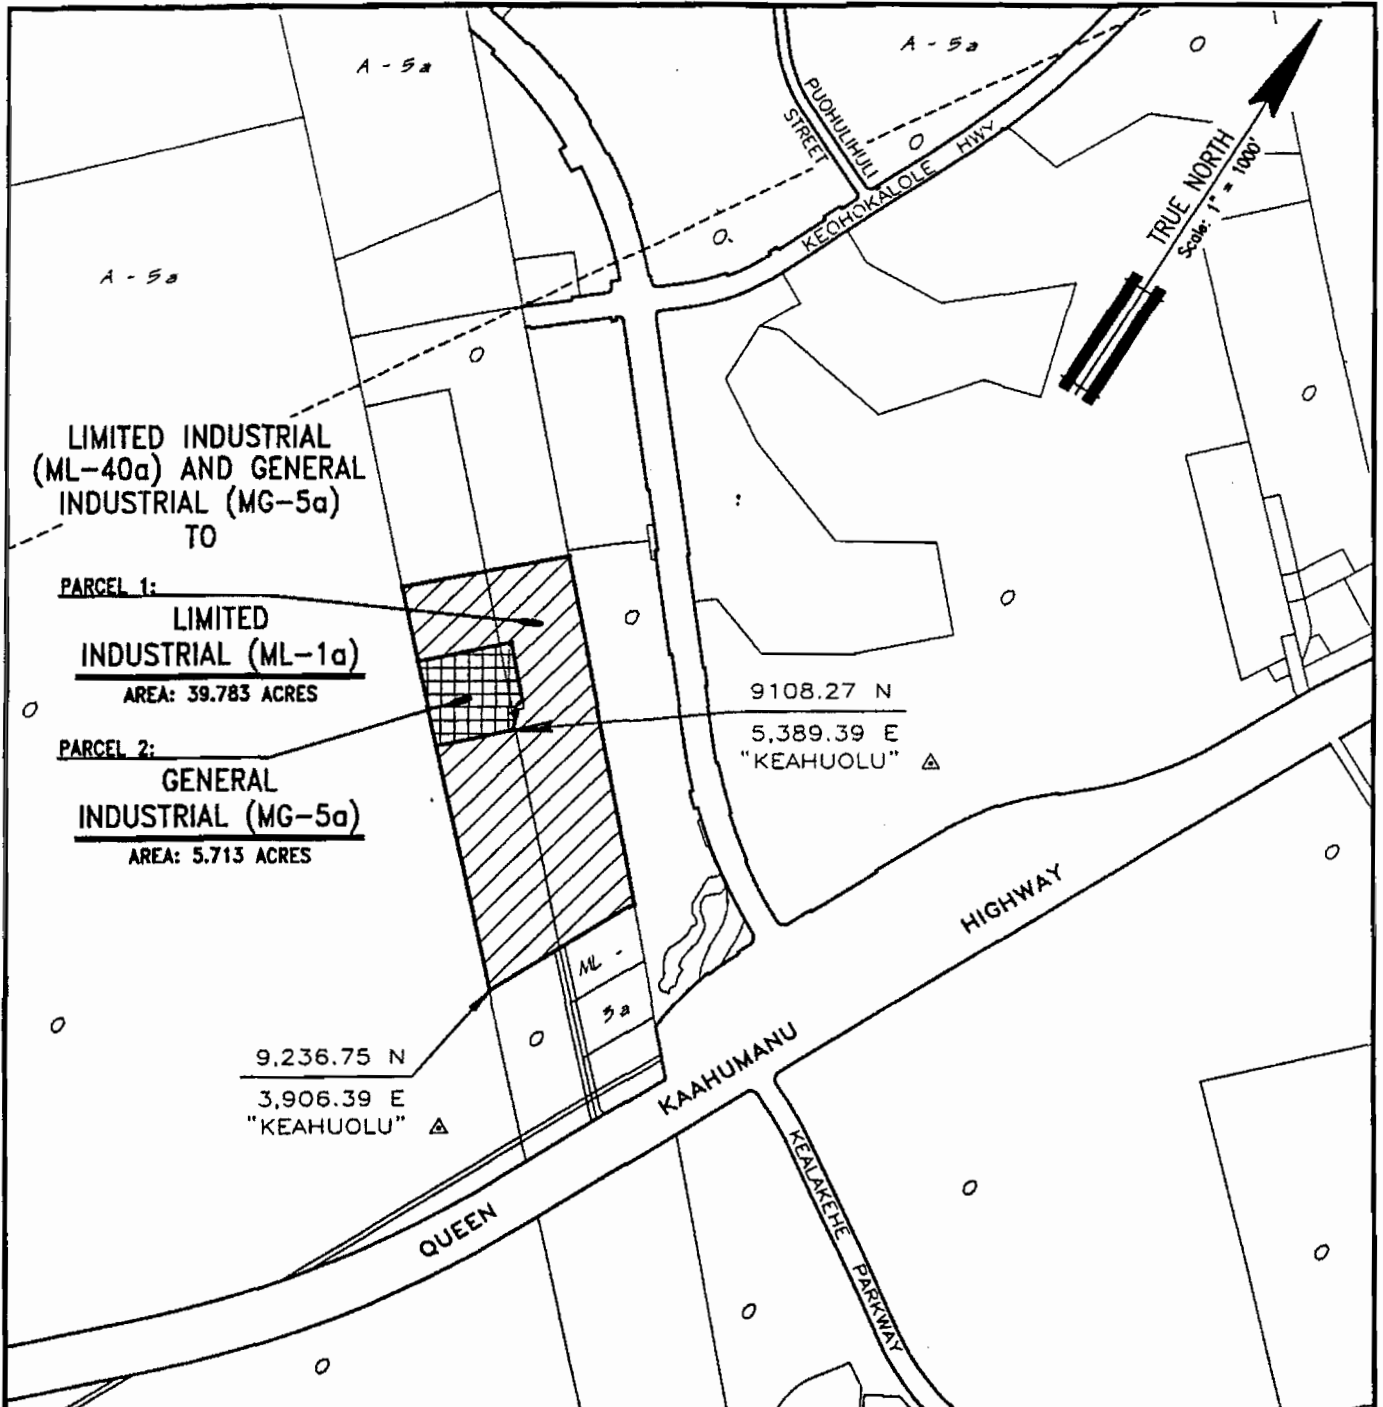 A - 5a
A - 5a
O
PUOHULIHULI
STREET
O
KEOHOKALOLE HWY
TRUE NORTH
Scale: 1" = 1000'
O
A - 5a
O
O
LIMITED INDUSTRIAL
(ML-40a) AND GENERAL
INDUSTRIAL (MG-5a)
TO
PARCEL 1:
LIMITED
INDUSTRIAL (ML-1a)
AREA: 39.783 ACRES
O
O
O
PARCEL 2:
GENERAL
INDUSTRIAL (MG-5a)
AREA: 5.713 ACRES
9108.27 N
5,389.39 E
"KEAHUOLU"
O
HIGHWAY
ML -
3a
O
O
9,236.75 N
3,906.39 E
"KEAHUOLU"
KAAHUMANU
QUEEN
KEALAKEHE PARKWAY
O
O
O
O